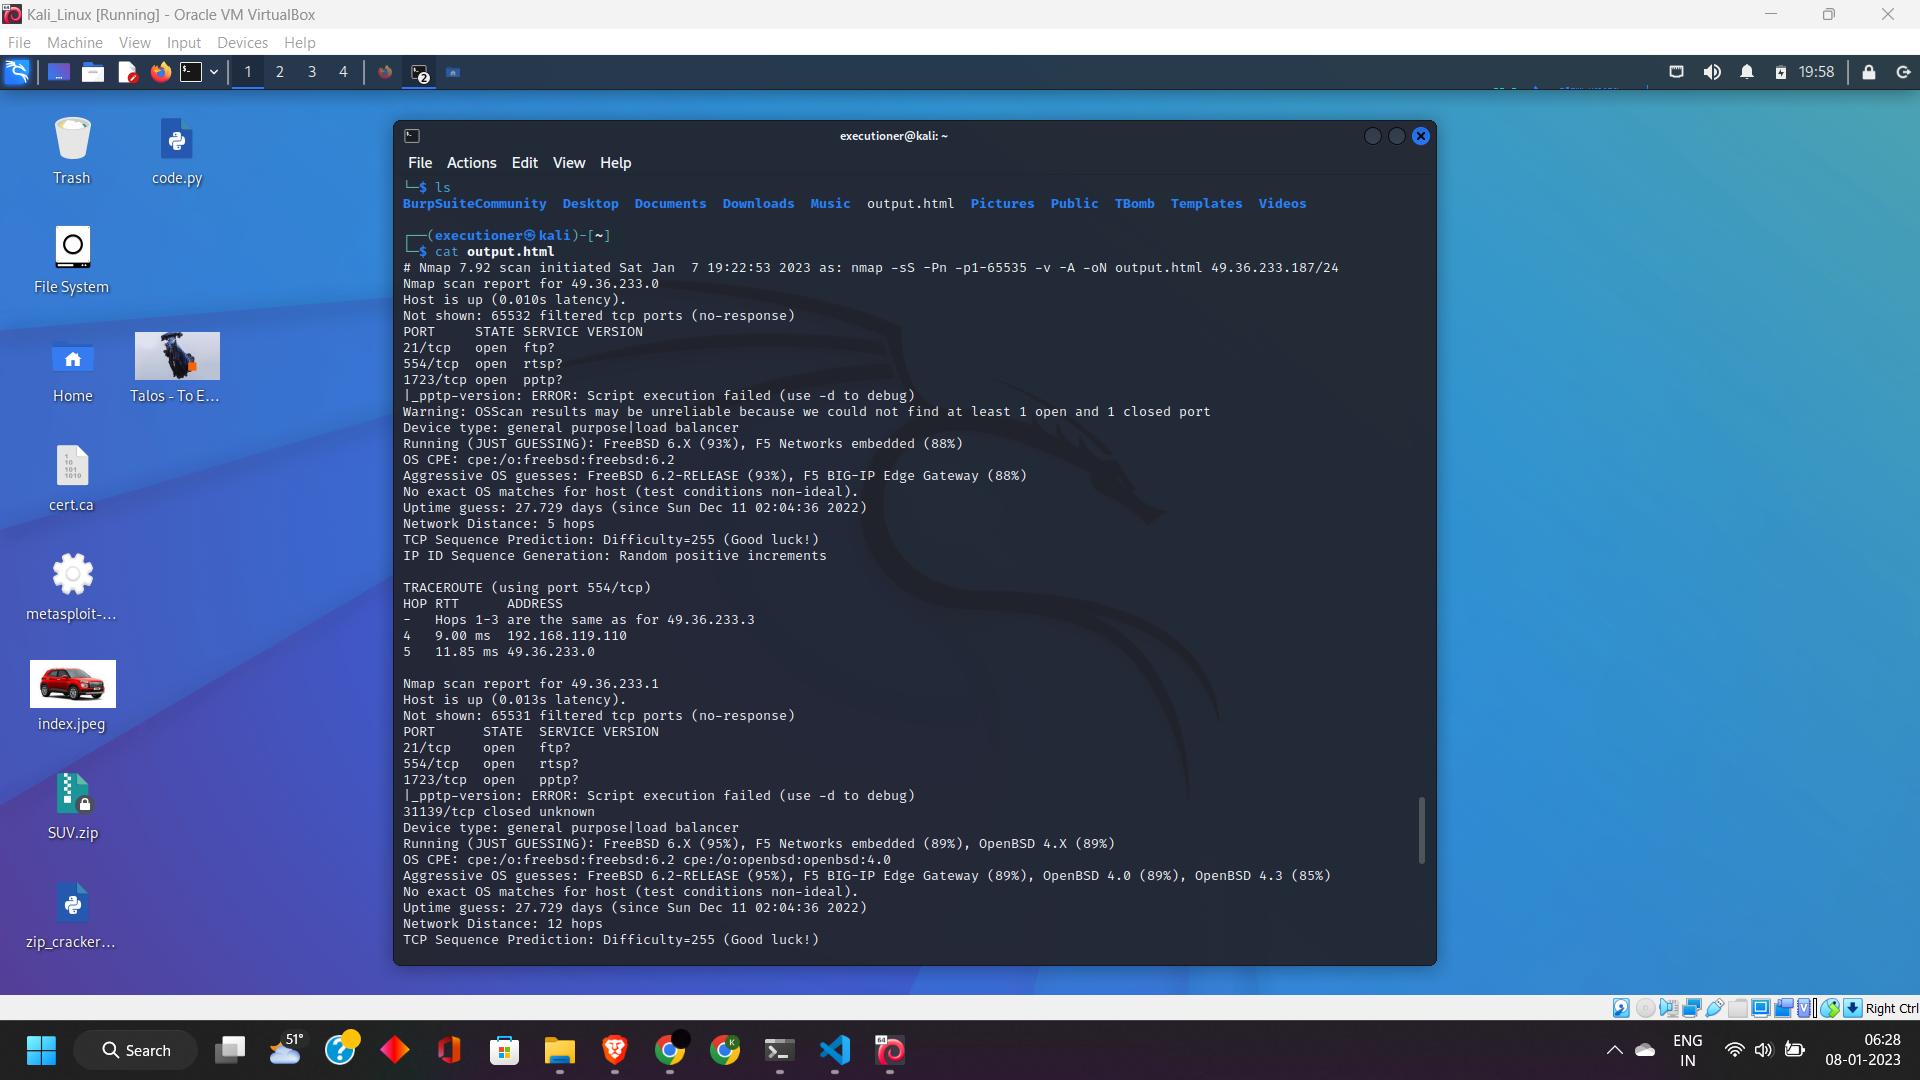 Kali_Linux [Running] - Oracle VM VirtualBox
File Machine View Input Devices Help
1 2 3 4 2 19:58
executioner@kali: ~
File Actions Edit View Help
└─$ ls
BurpSuiteCommunity Desktop Documents Downloads Music output.html Pictures Public TBomb Templates Videos
┌──(executioner㉿kali)-[~]
└─$ cat output.html
# Nmap 7.92 scan initiated Sat Jan  7 19:22:53 2023 as: nmap -sS -Pn -p1-65535 -v -A -oN output.html 49.36.233.187/24
Nmap scan report for 49.36.233.0
Host is up (0.010s latency).
Not shown: 65532 filtered tcp ports (no-response)
PORT     STATE SERVICE VERSION
21/tcp   open  ftp?
554/tcp  open  rtsp?
1723/tcp open  pptp?
|_pptp-version: ERROR: Script execution failed (use -d to debug)
Warning: OSScan results may be unreliable because we could not find at least 1 open and 1 closed port
Device type: general purpose|load balancer
Running (JUST GUESSING): FreeBSD 6.X (93%), F5 Networks embedded (88%)
OS CPE: cpe:/o:freebsd:freebsd:6.2
Aggressive OS guesses: FreeBSD 6.2-RELEASE (93%), F5 BIG-IP Edge Gateway (88%)
No exact OS matches for host (test conditions non-ideal).
Uptime guess: 27.729 days (since Sun Dec 11 02:04:36 2022)
Network Distance: 5 hops
TCP Sequence Prediction: Difficulty=255 (Good luck!)
IP ID Sequence Generation: Random positive increments
TRACEROUTE (using port 554/tcp)
HOP RTT      ADDRESS
-   Hops 1-3 are the same as for 49.36.233.3
4   9.00 ms  192.168.119.110
5   11.85 ms 49.36.233.0
Nmap scan report for 49.36.233.1
Host is up (0.013s latency).
Not shown: 65531 filtered tcp ports (no-response)
PORT      STATE  SERVICE VERSION
21/tcp    open   ftp?
554/tcp   open   rtsp?
1723/tcp  open   pptp?
|_pptp-version: ERROR: Script execution failed (use -d to debug)
31139/tcp closed unknown
Device type: general purpose|load balancer
Running (JUST GUESSING): FreeBSD 6.X (95%), F5 Networks embedded (89%), OpenBSD 4.X (89%)
OS CPE: cpe:/o:freebsd:freebsd:6.2 cpe:/o:openbsd:openbsd:4.0
Aggressive OS guesses: FreeBSD 6.2-RELEASE (95%), F5 BIG-IP Edge Gateway (89%), OpenBSD 4.0 (89%), OpenBSD 4.3 (85%)
No exact OS matches for host (test conditions non-ideal).
Uptime guess: 27.729 days (since Sun Dec 11 02:04:36 2022)
Network Distance: 12 hops
TCP Sequence Prediction: Difficulty=255 (Good luck!)
Trash
code.py
File System
Home
Talos - To E...
cert.ca
metasploit-...
index.jpeg
SUV.zip
zip_cracker...
Right Ctrl
Search
51°
ENG
IN
06:28
08-01-2023